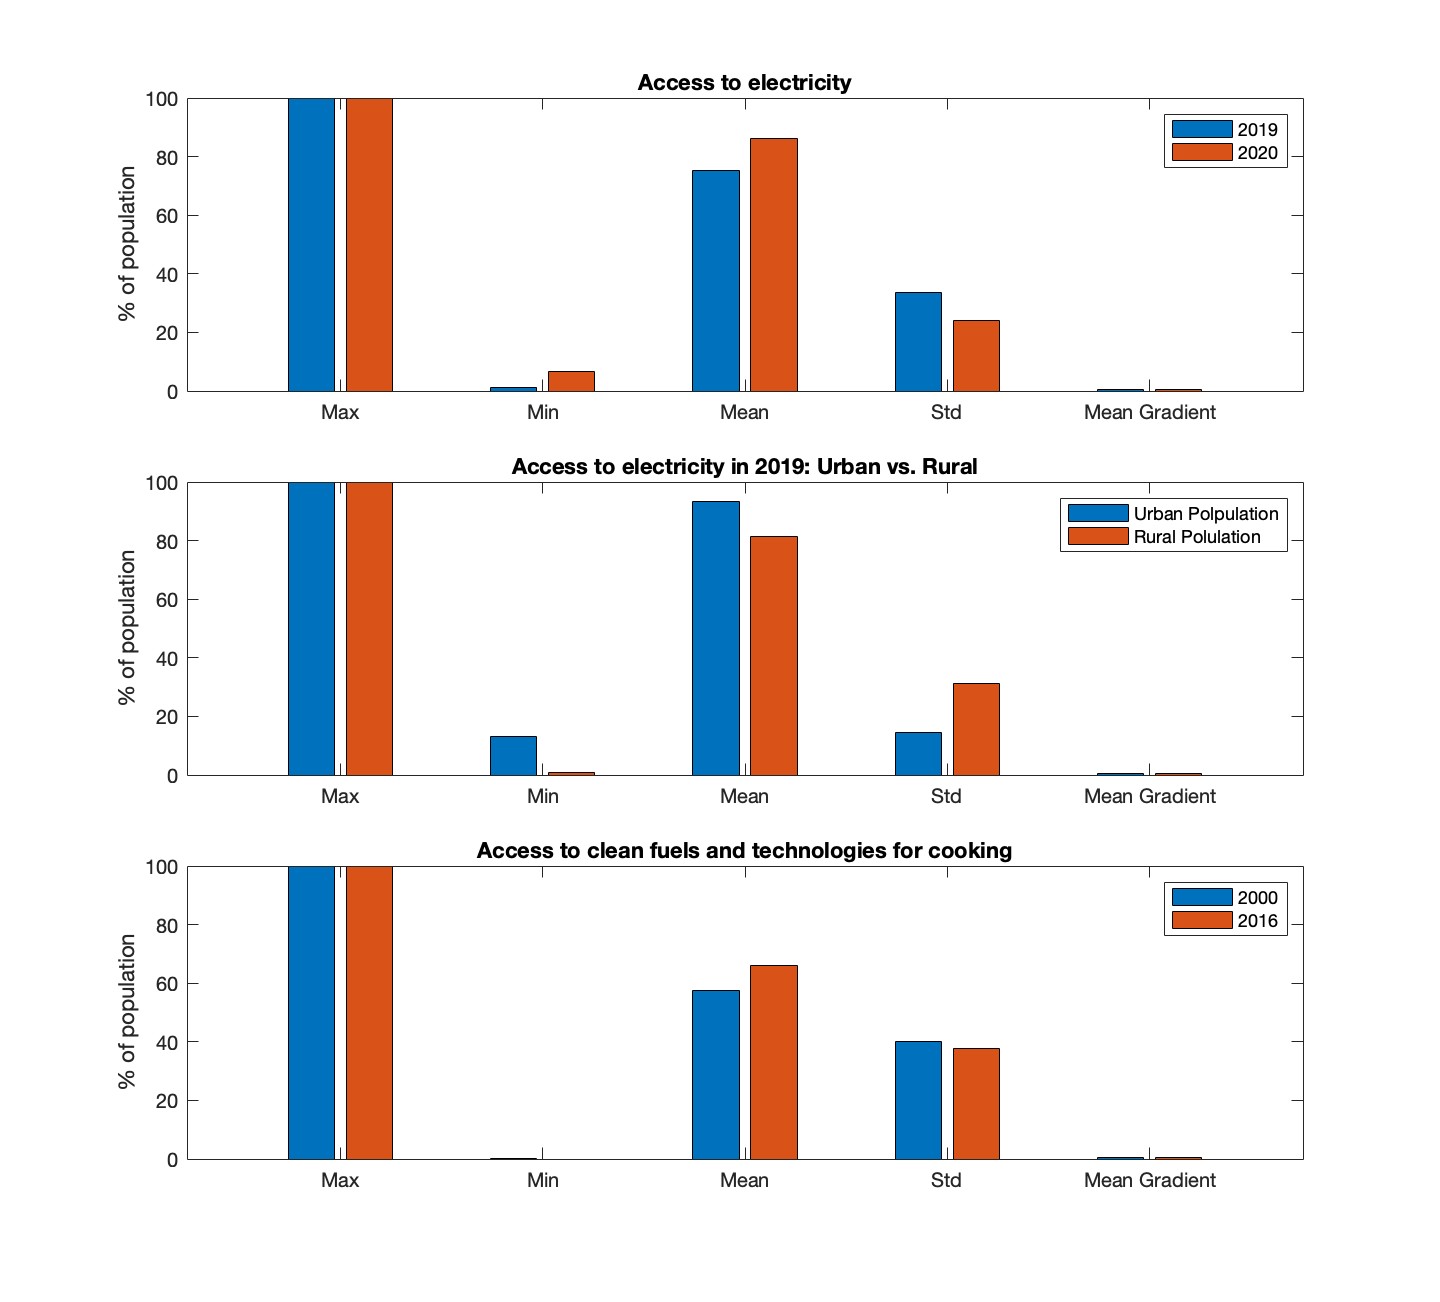 Access to electricity
% of population
100
80
60
40
20
0
2019
2020
Max Min Mean Std Mean Gradient
Access to electricity in 2019: Urban vs. Rural
% of population
100
80
60
40
20
0
Urban Polpulation
Rural Polulation
Max Min Mean Std Mean Gradient
Access to clean fuels and technologies for cooking
% of population
100
80
60
40
20
0
2000
2016
Max Min Mean Std Mean Gradient